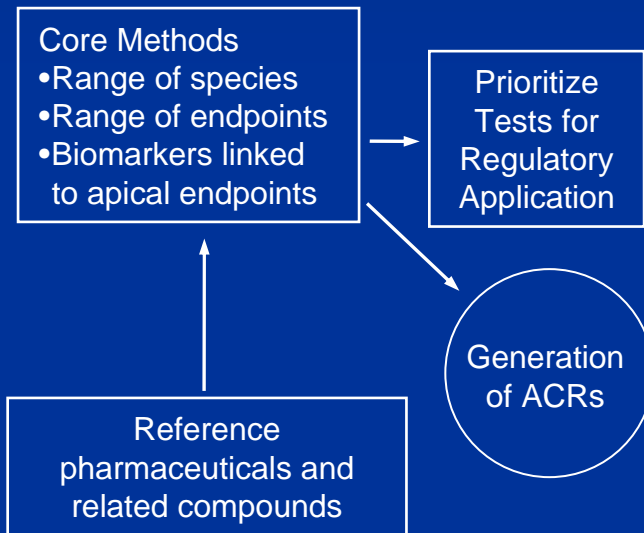 Core Methods
•Range of species
•Range of endpoints
•Biomarkers linked
to apical endpoints
Prioritize
Tests for
Regulatory
Application
Generation
of ACRs
Reference
pharmaceuticals and
related compounds